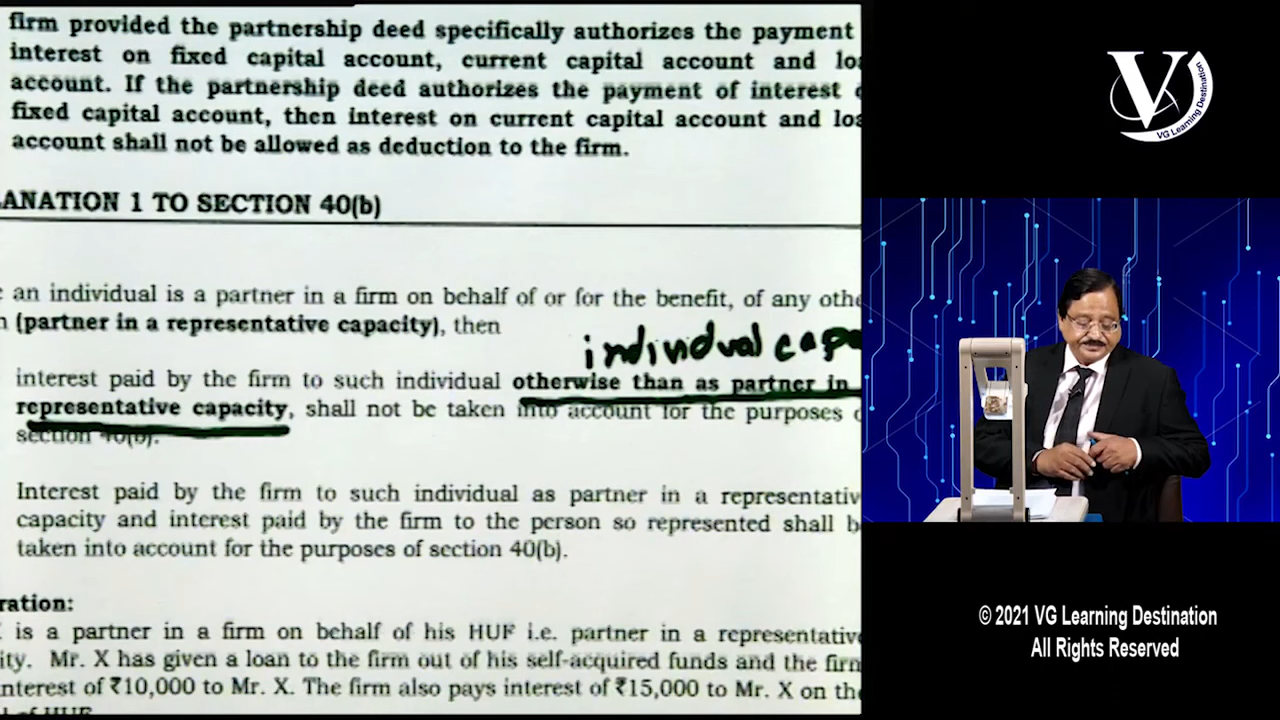 firm provided the partnership deed specifically authorizes the payment
interest on fixed capital account, current capital account and
account. If the partnership deed authorizes the payment of interest
fixed capital account, then interest on current capital account and
account shall not be allowed as deduction to the firm.
ANATION 1 TO SECTION 40(b)
an individual is a partner in a firm on behalf of or for the benefit, of any
(partner in a representative capacity), then
individual
interest paid by the firm to such individual otherwise than as partner in
representative capacity, shall not be taken into account for the purposes
section 40(b).
Interest paid by the firm to such individual as partner in a
capacity and interest paid by the firm to the person so represented shall
taken into account for the purposes of section 40(b).
ration:
is a partner in a firm on behalf of his HUF i.e. partner in a representative
ity. Mr. X has given a loan to the firm out of his self-acquired funds and the firm
nterest of ₹10,000 to Mr. X. The firm also pays interest of ₹15,000 to Mr. X on the
of HUF
V
VG Learning Destination
© 2021 VG Learning Destination
All Rights Reserved